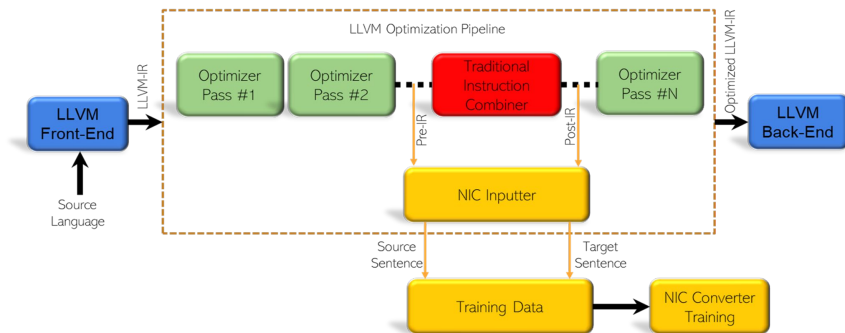 LLVM Optimization Pipeline
LLVM-IR
Optimizer
Pass #1
Optimizer
Pass #2
Traditional
Instruction
Combiner
Optimizer
Pass #N
Optimized LLVM-IR
LLVM
Front-End
LLVM
Back-End
Pre-IR
Post-IR
Source
Language
NIC Inputter
Source
Sentence
Target
Sentence
Training Data
NIC Converter
Training